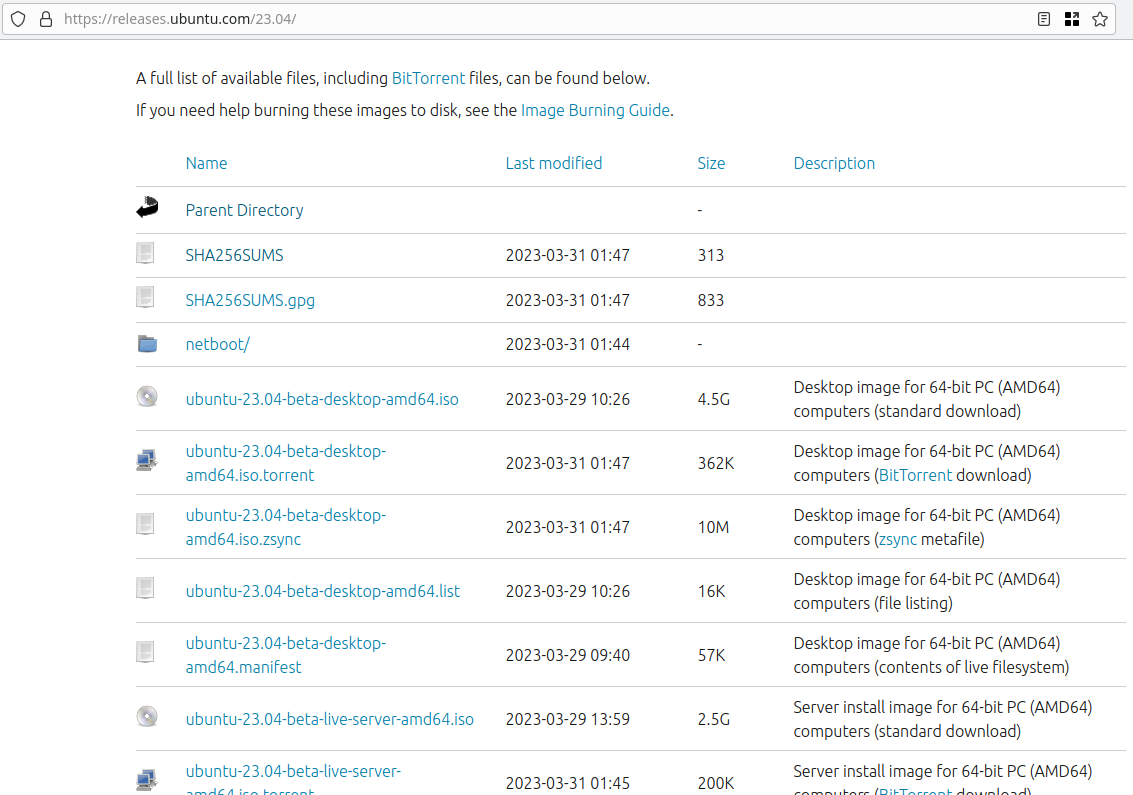 https://releases.ubuntu.com/23.04/
A full list of available files, including BitTorrent files, can be found below.
If you need help burning these images to disk, see the Image Burning Guide.
Name Last modified Size Description
Parent Directory -
SHA256SUMS 2023-03-31 01:47 313
SHA256SUMS.gpg 2023-03-31 01:47 833
netboot/ 2023-03-31 01:44 -
ubuntu-23.04-beta-desktop-amd64.iso 2023-03-29 10:26 4.5G Desktop image for 64-bit PC (AMD64)
computers (standard download)
ubuntu-23.04-beta-desktop-
amd64.iso.torrent 2023-03-31 01:47 362K Desktop image for 64-bit PC (AMD64)
computers (BitTorrent download)
ubuntu-23.04-beta-desktop-
amd64.iso.zsync 2023-03-31 01:47 10M Desktop image for 64-bit PC (AMD64)
computers (zsync metafile)
ubuntu-23.04-beta-desktop-amd64.list 2023-03-29 10:26 16K Desktop image for 64-bit PC (AMD64)
computers (file listing)
ubuntu-23.04-beta-desktop-
amd64.manifest 2023-03-29 09:40 57K Desktop image for 64-bit PC (AMD64)
computers (contents of live filesystem)
ubuntu-23.04-beta-live-server-amd64.iso 2023-03-29 13:59 2.5G Server install image for 64-bit PC (AMD64)
computers (standard download)
ubuntu-23.04-beta-live-server-
amd64.iso.torrent 2023-03-31 01:45 200K Server install image for 64-bit PC (AMD64)
computers (BitTorrent download)